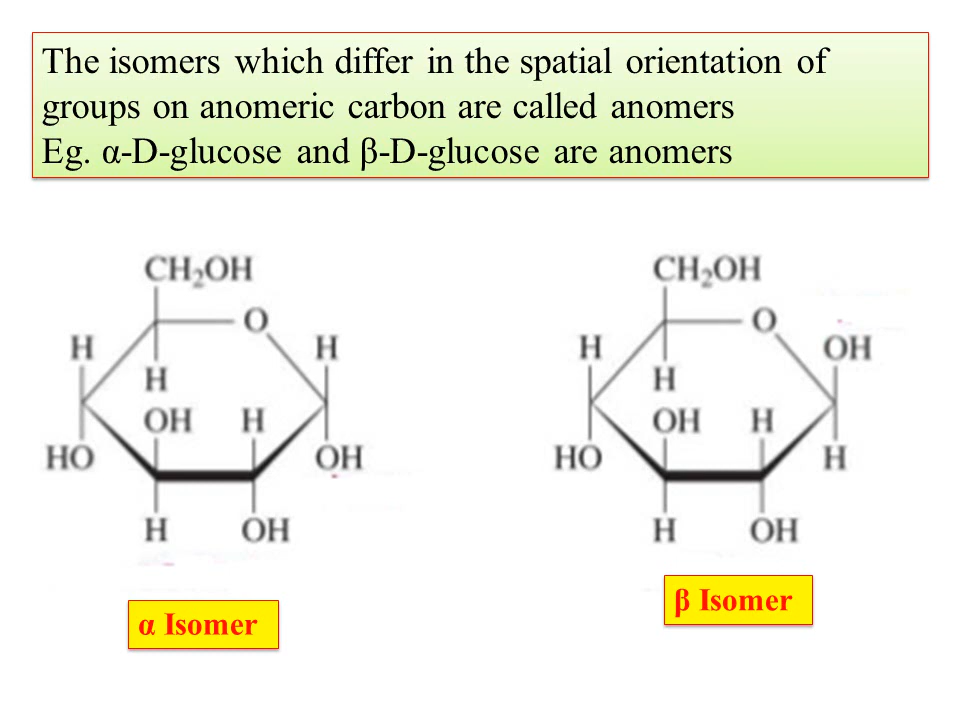 The isomers which differ in the spatial orientation of
groups on anomeric carbon are called anomers
Eg. α-D-glucose and β-D-glucose are anomers
CH₂OH
O
H
H
H
OH
H
HO
OH
H
OH
α Isomer
CH₂OH
O
H
OH
H
OH
H
HO
H
H
OH
β Isomer